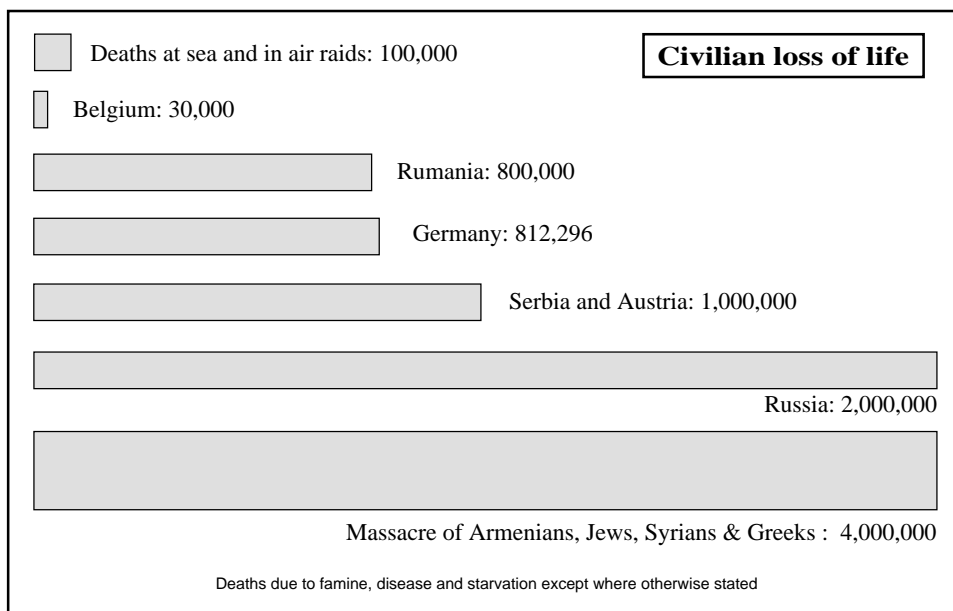 Civilian loss of life
Deaths at sea and in air raids: 100,000
Belgium: 30,000
Rumania: 800,000
Germany: 812,296
Serbia and Austria: 1,000,000
Russia: 2,000,000
Massacre of Armenians, Jews, Syrians & Greeks : 4,000,000
Deaths due to famine, disease and starvation except where otherwise stated